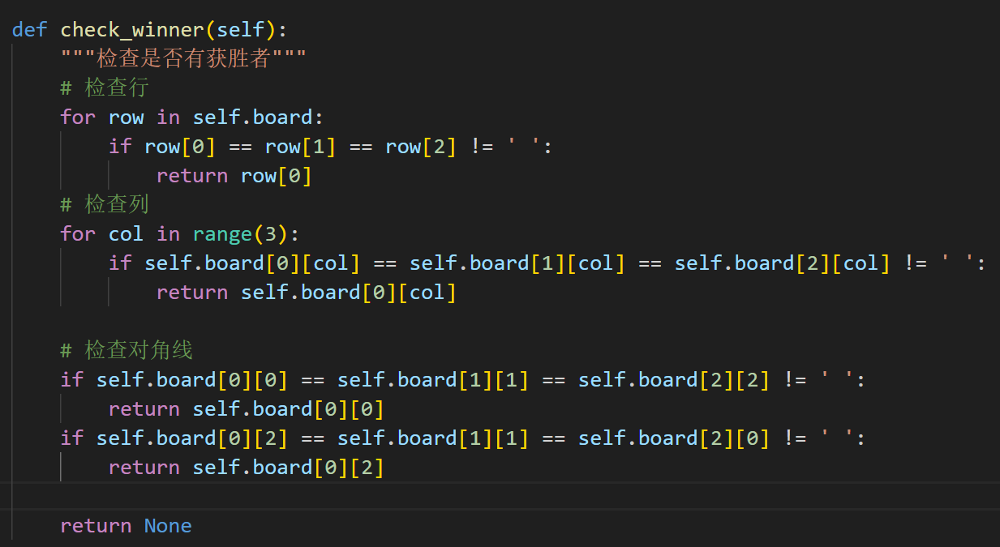 def check_winner(self):
    """检查是否有获胜者"""
    # 检查行
    for row in self.board:
        if row[0] == row[1] == row[2] != ' ':
            return row[0]
    # 检查列
    for col in range(3):
        if self.board[0][col] == self.board[1][col] == self.board[2][col] != ' ':
            return self.board[0][col]

    # 检查对角线
    if self.board[0][0] == self.board[1][1] == self.board[2][2] != ' ':
        return self.board[0][0]
    if self.board[0][2] == self.board[1][1] == self.board[2][0] != ' ':
        return self.board[0][2]

    return None